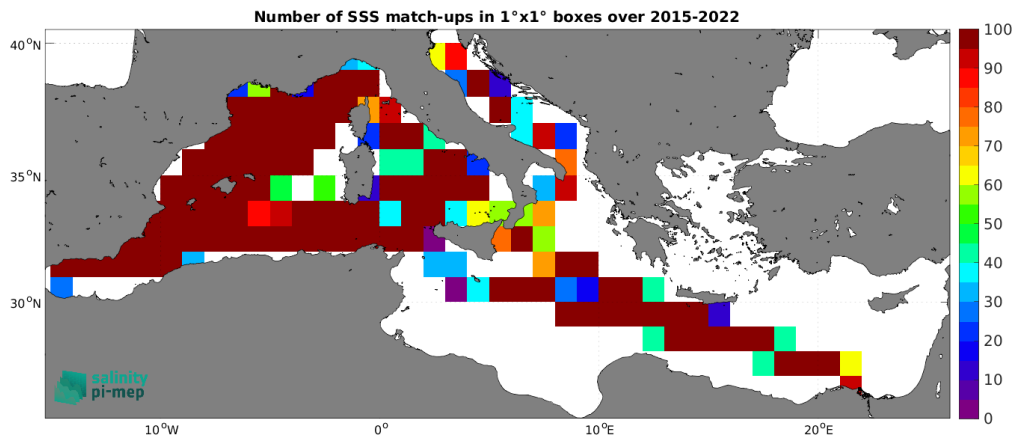 Number of SSS match-ups in 1°x1° boxes over 2015-2022
40°N
35°N
30°N
10°W
0°
10°E
20°E
100
90
80
70
60
50
40
30
20
10
0
salinity
pi-mep